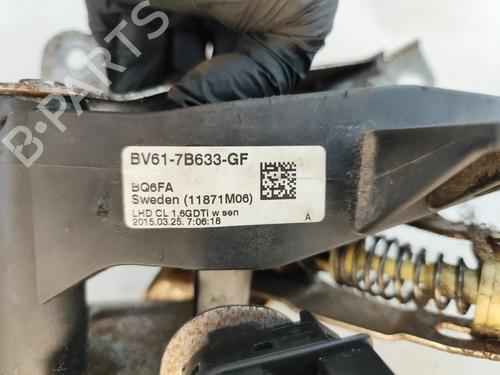 B-PARTS
BV61-7B633-GF
BQ6FA
Sweden (11871M06)
LHD CL 1,6GDTi w sen
2015.03.25. 7:06:18
A